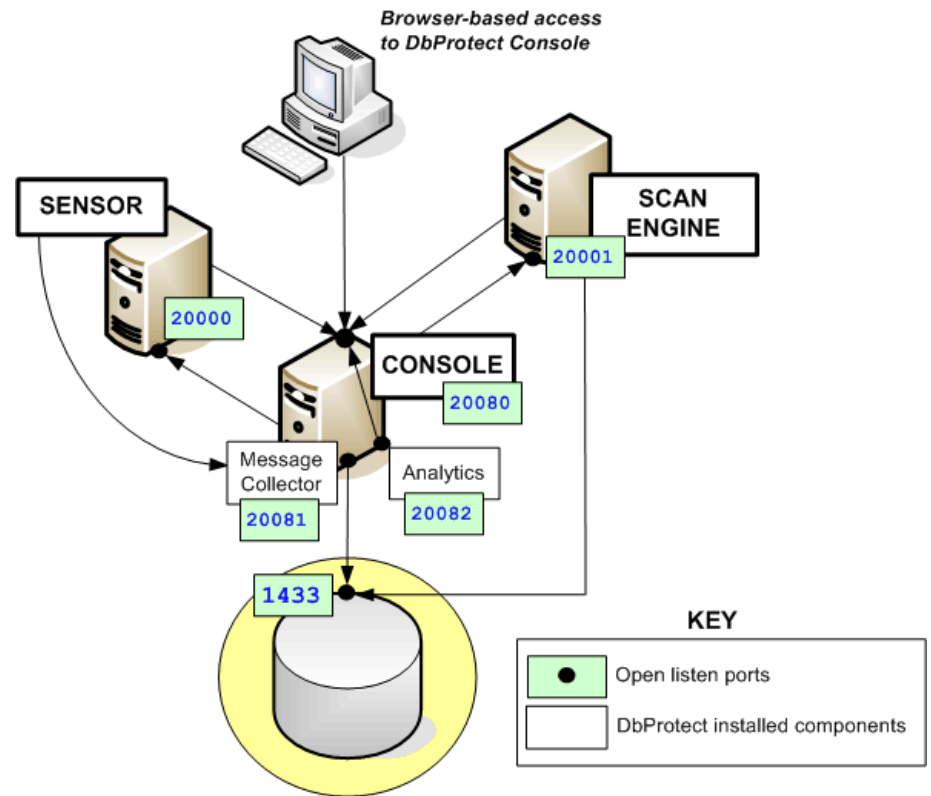 Browser-based access
to DbProtect Console
SENSOR
SCAN
ENGINE
20001
20000
CONSOLE
20080
Message
Collector
20081
Analytics
20082
1433
KEY
Open listen ports
DbProtect installed components